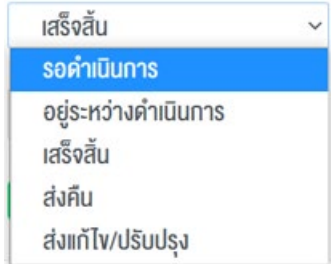 เสร็จสิ้น
รอดำเนินการ
อยู่ระหว่างดำเนินการ
เสร็จสิ้น
ส่งคืน
ส่งแก้ไข/ปรับปรุง